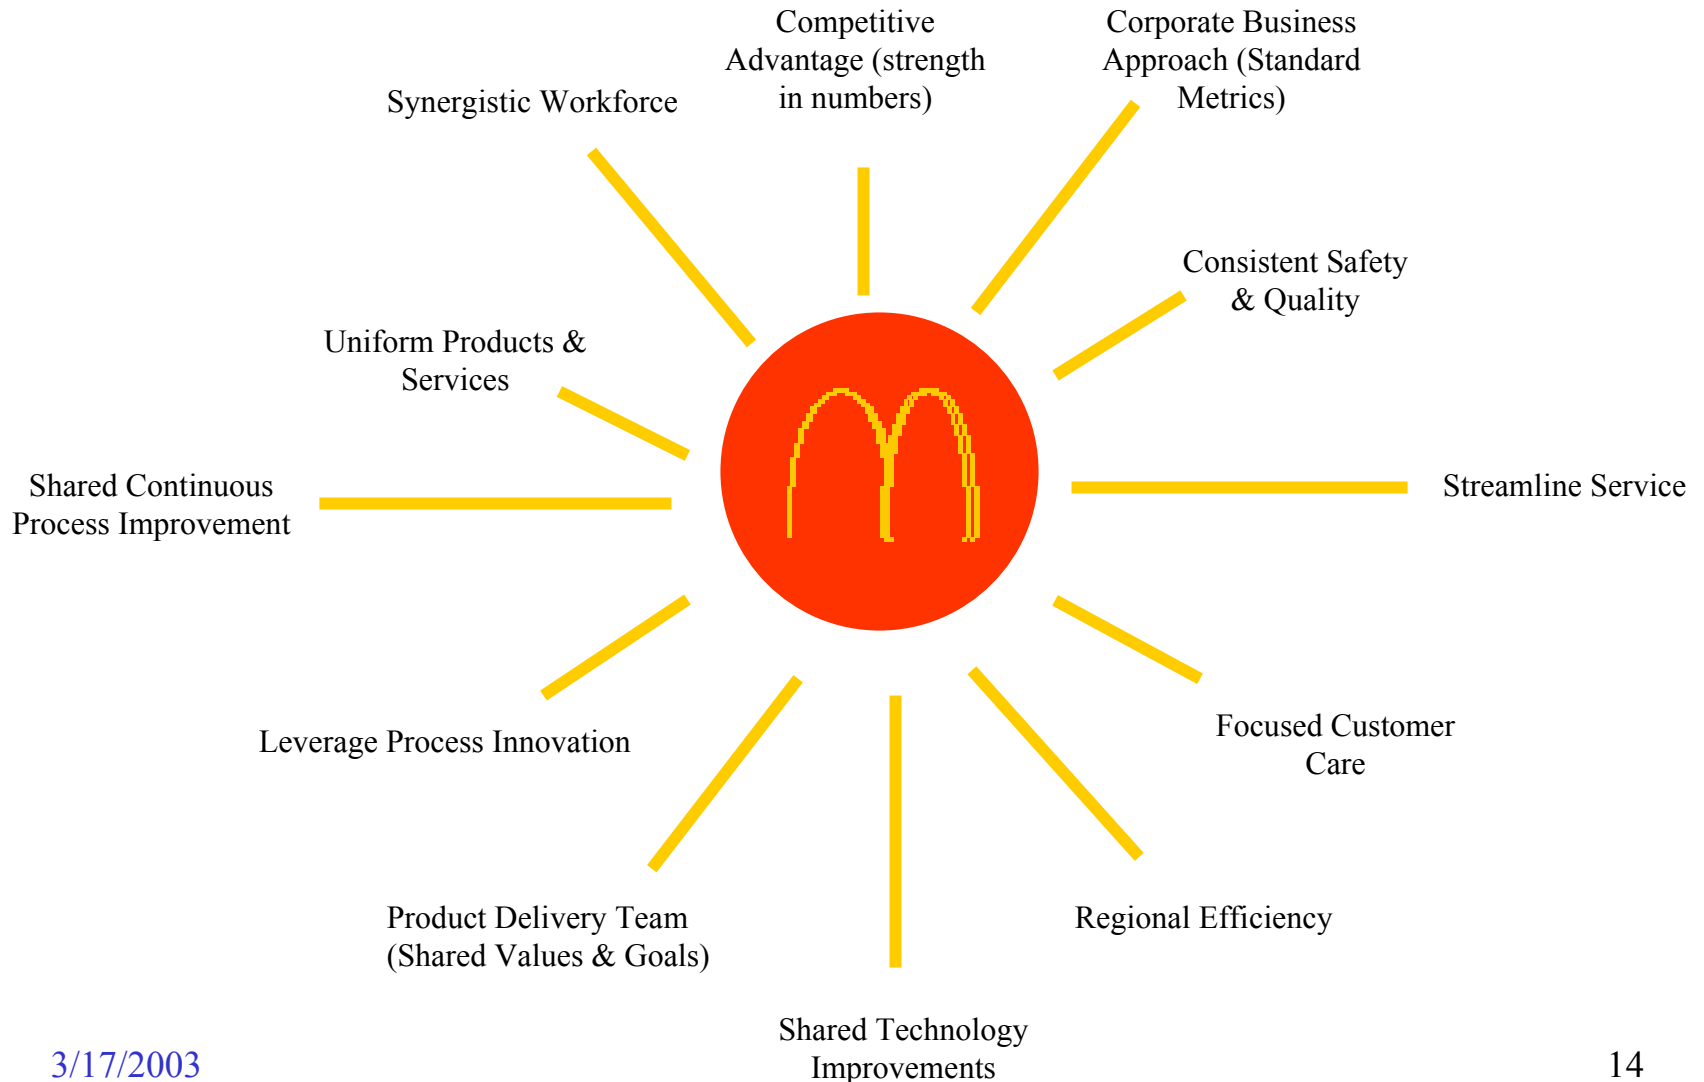 Competitive
Advantage (strength
in numbers)
Corporate Business
Approach (Standard
Metrics)
Synergistic Workforce
Consistent Safety
& Quality
Uniform Products &
Services
Shared Continuous
Process Improvement
Streamline Service
Leverage Process Innovation
Focused Customer
Care
Product Delivery Team
(Shared Values & Goals)
Regional Efficiency
Shared Technology
Improvements
3/17/2003
14